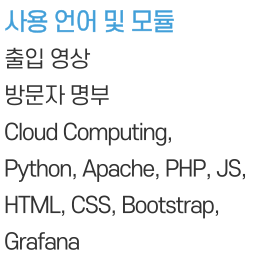 사용 언어 및 모듈
출입 영상
방문자 명부
Cloud Computing,
Python, Apache, PHP, JS,
HTML, CSS, Bootstrap,
Grafana